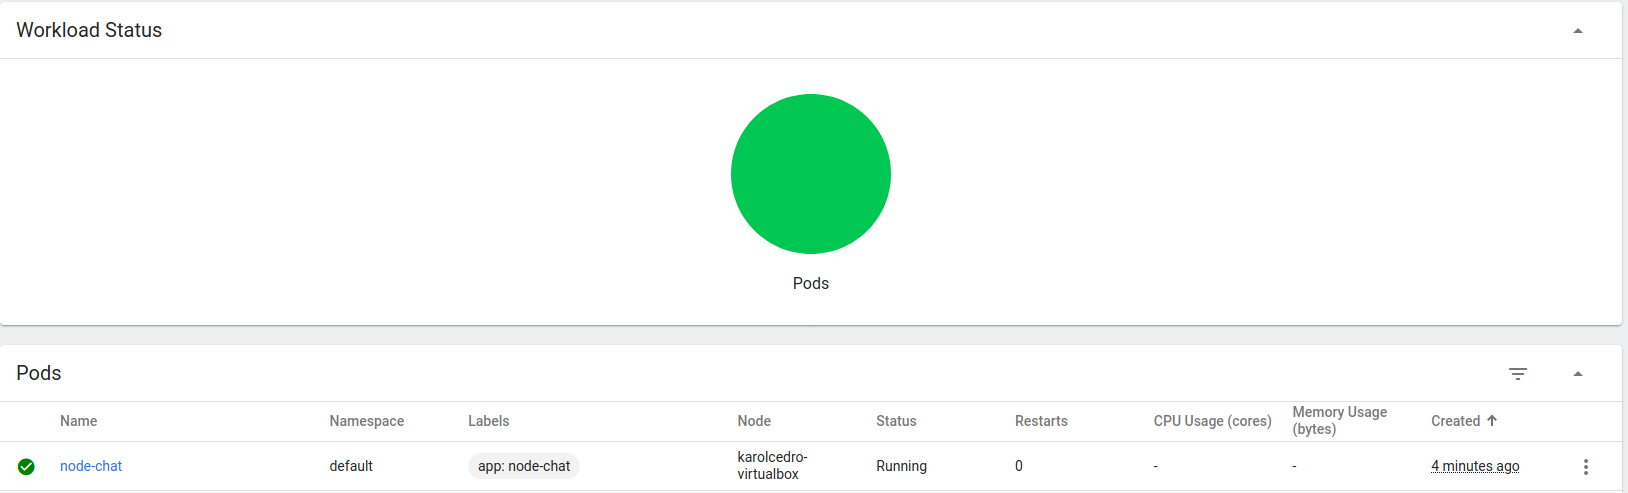 Workload Status
Pods
Pods
Name Namespace Labels Node Status Restarts CPU Usage (cores) Memory Usage (bytes) Created
node-chat default app: node-chat karolcedro-virtualbox Running 0 - - 4 minutes ago